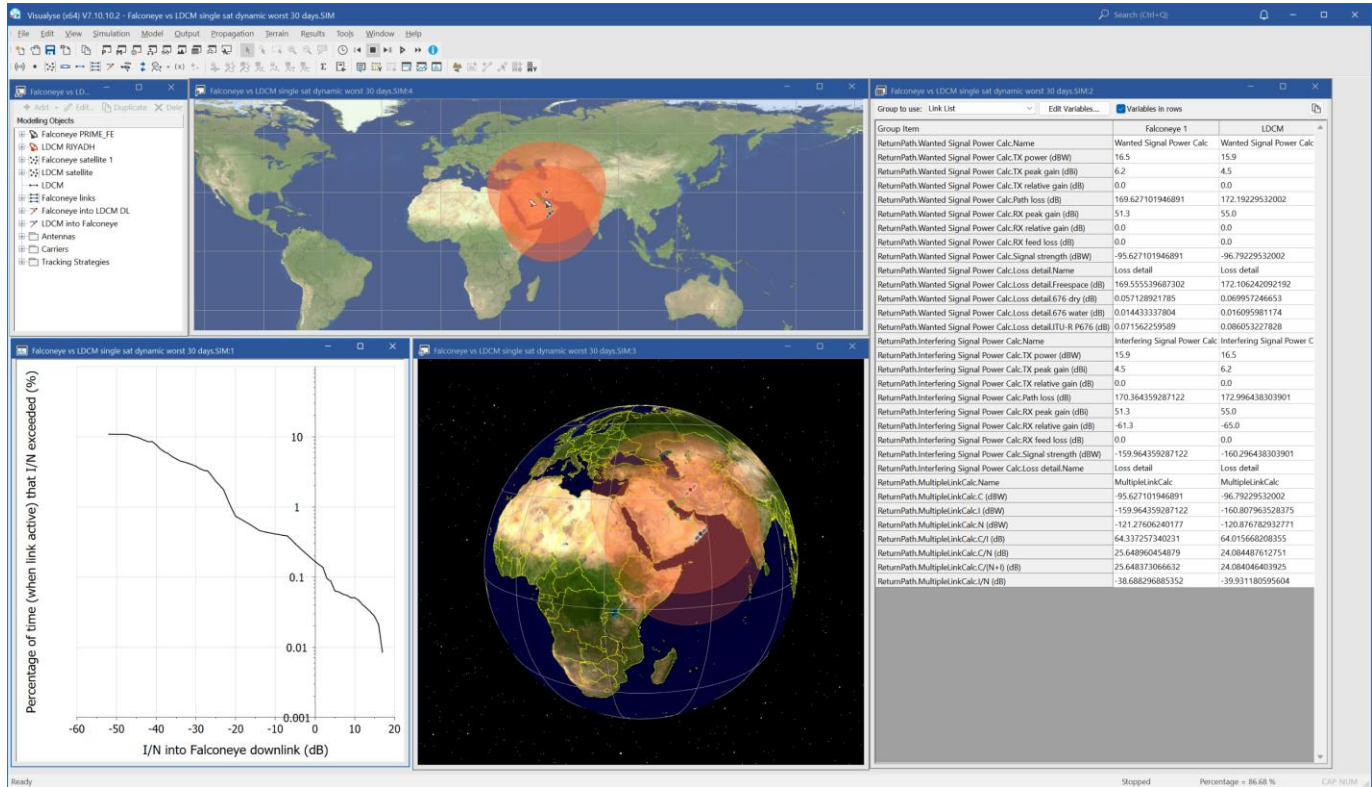 Visualyse (x64) V7.10.10.2 - Falconeye vs LDCM single sat dynamic worst 30 days.SIM
Search (Ctrl+Q)
File Edit View Simulation Model Output Propagation Terrain Results Tools Window Help
Falconeye vs LD...
Add Edit... Duplicate Delet
Modeling Objects
Falconeye PRIME_FE
LDCM RIYADH
Falconeye satellite 1
LDCM satellite
LDCM
Falconeye links
Falconeye into LDCM DL
LDCM into Falconeye
Antennas
Carriers
Tracking Strategies
Falconeye vs LDCM single sat dynamic worst 30 days.SIM:4
Falconeye vs LDCM single sat dynamic worst 30 days.SIM:1
Percentage of time (when link active) that I/N exceeded (%)
10
1
0.1
0.01
0.001
-60 -50 -40 -30 -20 -10 0 10 20
I/N into Falconeye downlink (dB)
Falconeye vs LDCM single sat dynamic worst 30 days.SIM:3
Falconeye vs LDCM single sat dynamic worst 30 days.SIM:2
Group to use: Link List Edit Variables... Variables in rows
Group Item Falconeye 1 LDCM
ReturnPath.Wanted Signal Power Calc.Name Wanted Signal Power Calc Wanted Signal Power Calc
ReturnPath.Wanted Signal Power Calc.TX power (dBW) 16.5 15.9
ReturnPath.Wanted Signal Power Calc.TX peak gain (dBi) 6.2 4.5
ReturnPath.Wanted Signal Power Calc.TX relative gain (dB) 0.0 0.0
ReturnPath.Wanted Signal Power Calc.Path loss (dB) 169.627101946891 172.19229532002
ReturnPath.Wanted Signal Power Calc.RX peak gain (dBi) 51.3 55.0
ReturnPath.Wanted Signal Power Calc.RX relative gain (dB) 0.0 0.0
ReturnPath.Wanted Signal Power Calc.RX feed loss (dB) 0.0 0.0
ReturnPath.Wanted Signal Power Calc.Signal strength (dBW) -95.627101946891 -96.79229532002
ReturnPath.Wanted Signal Power Calc.Loss detail.Name Loss detail Loss detail
ReturnPath.Wanted Signal Power Calc.Loss detail.Freespace (dB) 169.555539687302 172.106242092192
ReturnPath.Wanted Signal Power Calc.Loss detail.676 dry (dB) 0.057128921785 0.069957246653
ReturnPath.Wanted Signal Power Calc.Loss detail.676 water (dB) 0.014433337804 0.016095981174
ReturnPath.Wanted Signal Power Calc.Loss detail.ITU-R P676 (dB) 0.071562259589 0.086053227828
ReturnPath.Interfering Signal Power Calc.Name Interfering Signal Power Calc Interfering Signal Power C
ReturnPath.Interfering Signal Power Calc.TX power (dBW) 15.9 16.5
ReturnPath.Interfering Signal Power Calc.TX peak gain (dBi) 4.5 6.2
ReturnPath.Interfering Signal Power Calc.TX relative gain (dB) 0.0 0.0
ReturnPath.Interfering Signal Power Calc.Path loss (dB) 170.364359287122 172.996438303901
ReturnPath.Interfering Signal Power Calc.RX peak gain (dBi) 51.3 55.0
ReturnPath.Interfering Signal Power Calc.RX relative gain (dB) -61.3 -65.0
ReturnPath.Interfering Signal Power Calc.RX feed loss (dB) 0.0 0.0
ReturnPath.Interfering Signal Power Calc.Signal strength (dBW) -159.964359287122 -160.296438303901
ReturnPath.Interfering Signal Power Calc.Loss detail.Name Loss detail Loss detail
ReturnPath.MultipleLinkCalc.Name MultipleLinkCalc MultipleLinkCalc
ReturnPath.MultipleLinkCalc.C (dBW) -95.627101946891 -96.79229532002
ReturnPath.MultipleLinkCalc.I (dBW) -159.964359287122 -160.807963528375
ReturnPath.MultipleLinkCalc.N (dBW) -121.27606240177 -120.876782932771
ReturnPath.MultipleLinkCalc.C/I (dB) 64.337257340231 64.015668208355
ReturnPath.MultipleLinkCalc.C/N (dB) 25.648960454879 24.084487612751
ReturnPath.MultipleLinkCalc.C/(N+I) (dB) 25.648373066632 24.084046403925
ReturnPath.MultipleLinkCalc.I/N (dB) -38.688296885352 -39.931180595604
Ready Stopped Percentage = 86.68 % CAP NUM